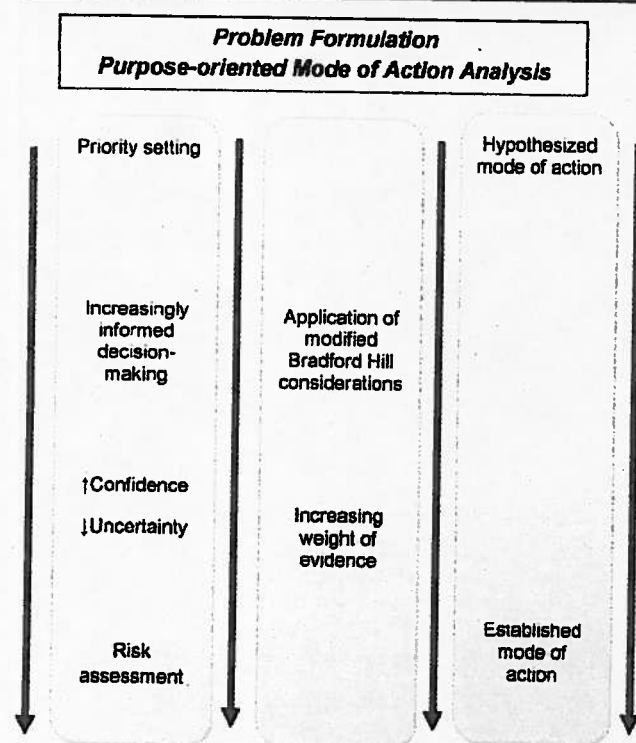 Problem Formulation
Purpose-oriented Mode of Action Analysis
Priority setting
Increasingly
informed
decision-
making
↑Confidence
↓Uncertainty
Risk
assessment
Application of
modified
Bradford Hill
considerations
Increasing
weight of
evidence
Hypothesized
mode of action
Established
mode of
action